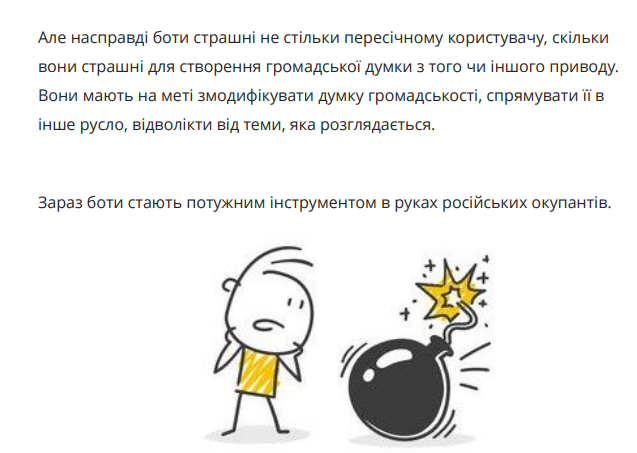 Але насправді боти страшні не стільки пересічному користувачу, скільки
вони страшні для створення громадської думки з того чи іншого приводу.
Вони мають на меті змодифікувати думку громадськості, спрямувати її в
інше русло, відволікти від теми, яка розглядається.
Зараз боти стають потужним інструментом в руках російських окупантів.